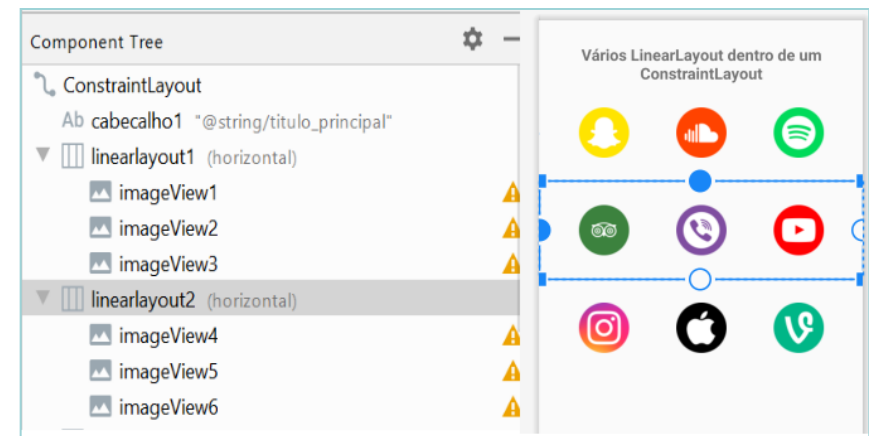 Component Tree
ConstraintLayout
Ab cabecalho1 "@string/titulo_principal"
linearlayout1 (horizontal)
imageView1
imageView2
imageView3
linearlayout2 (horizontal)
imageView4
imageView5
imageView6
Vários LinearLayout dentro de um
ConstraintLayout